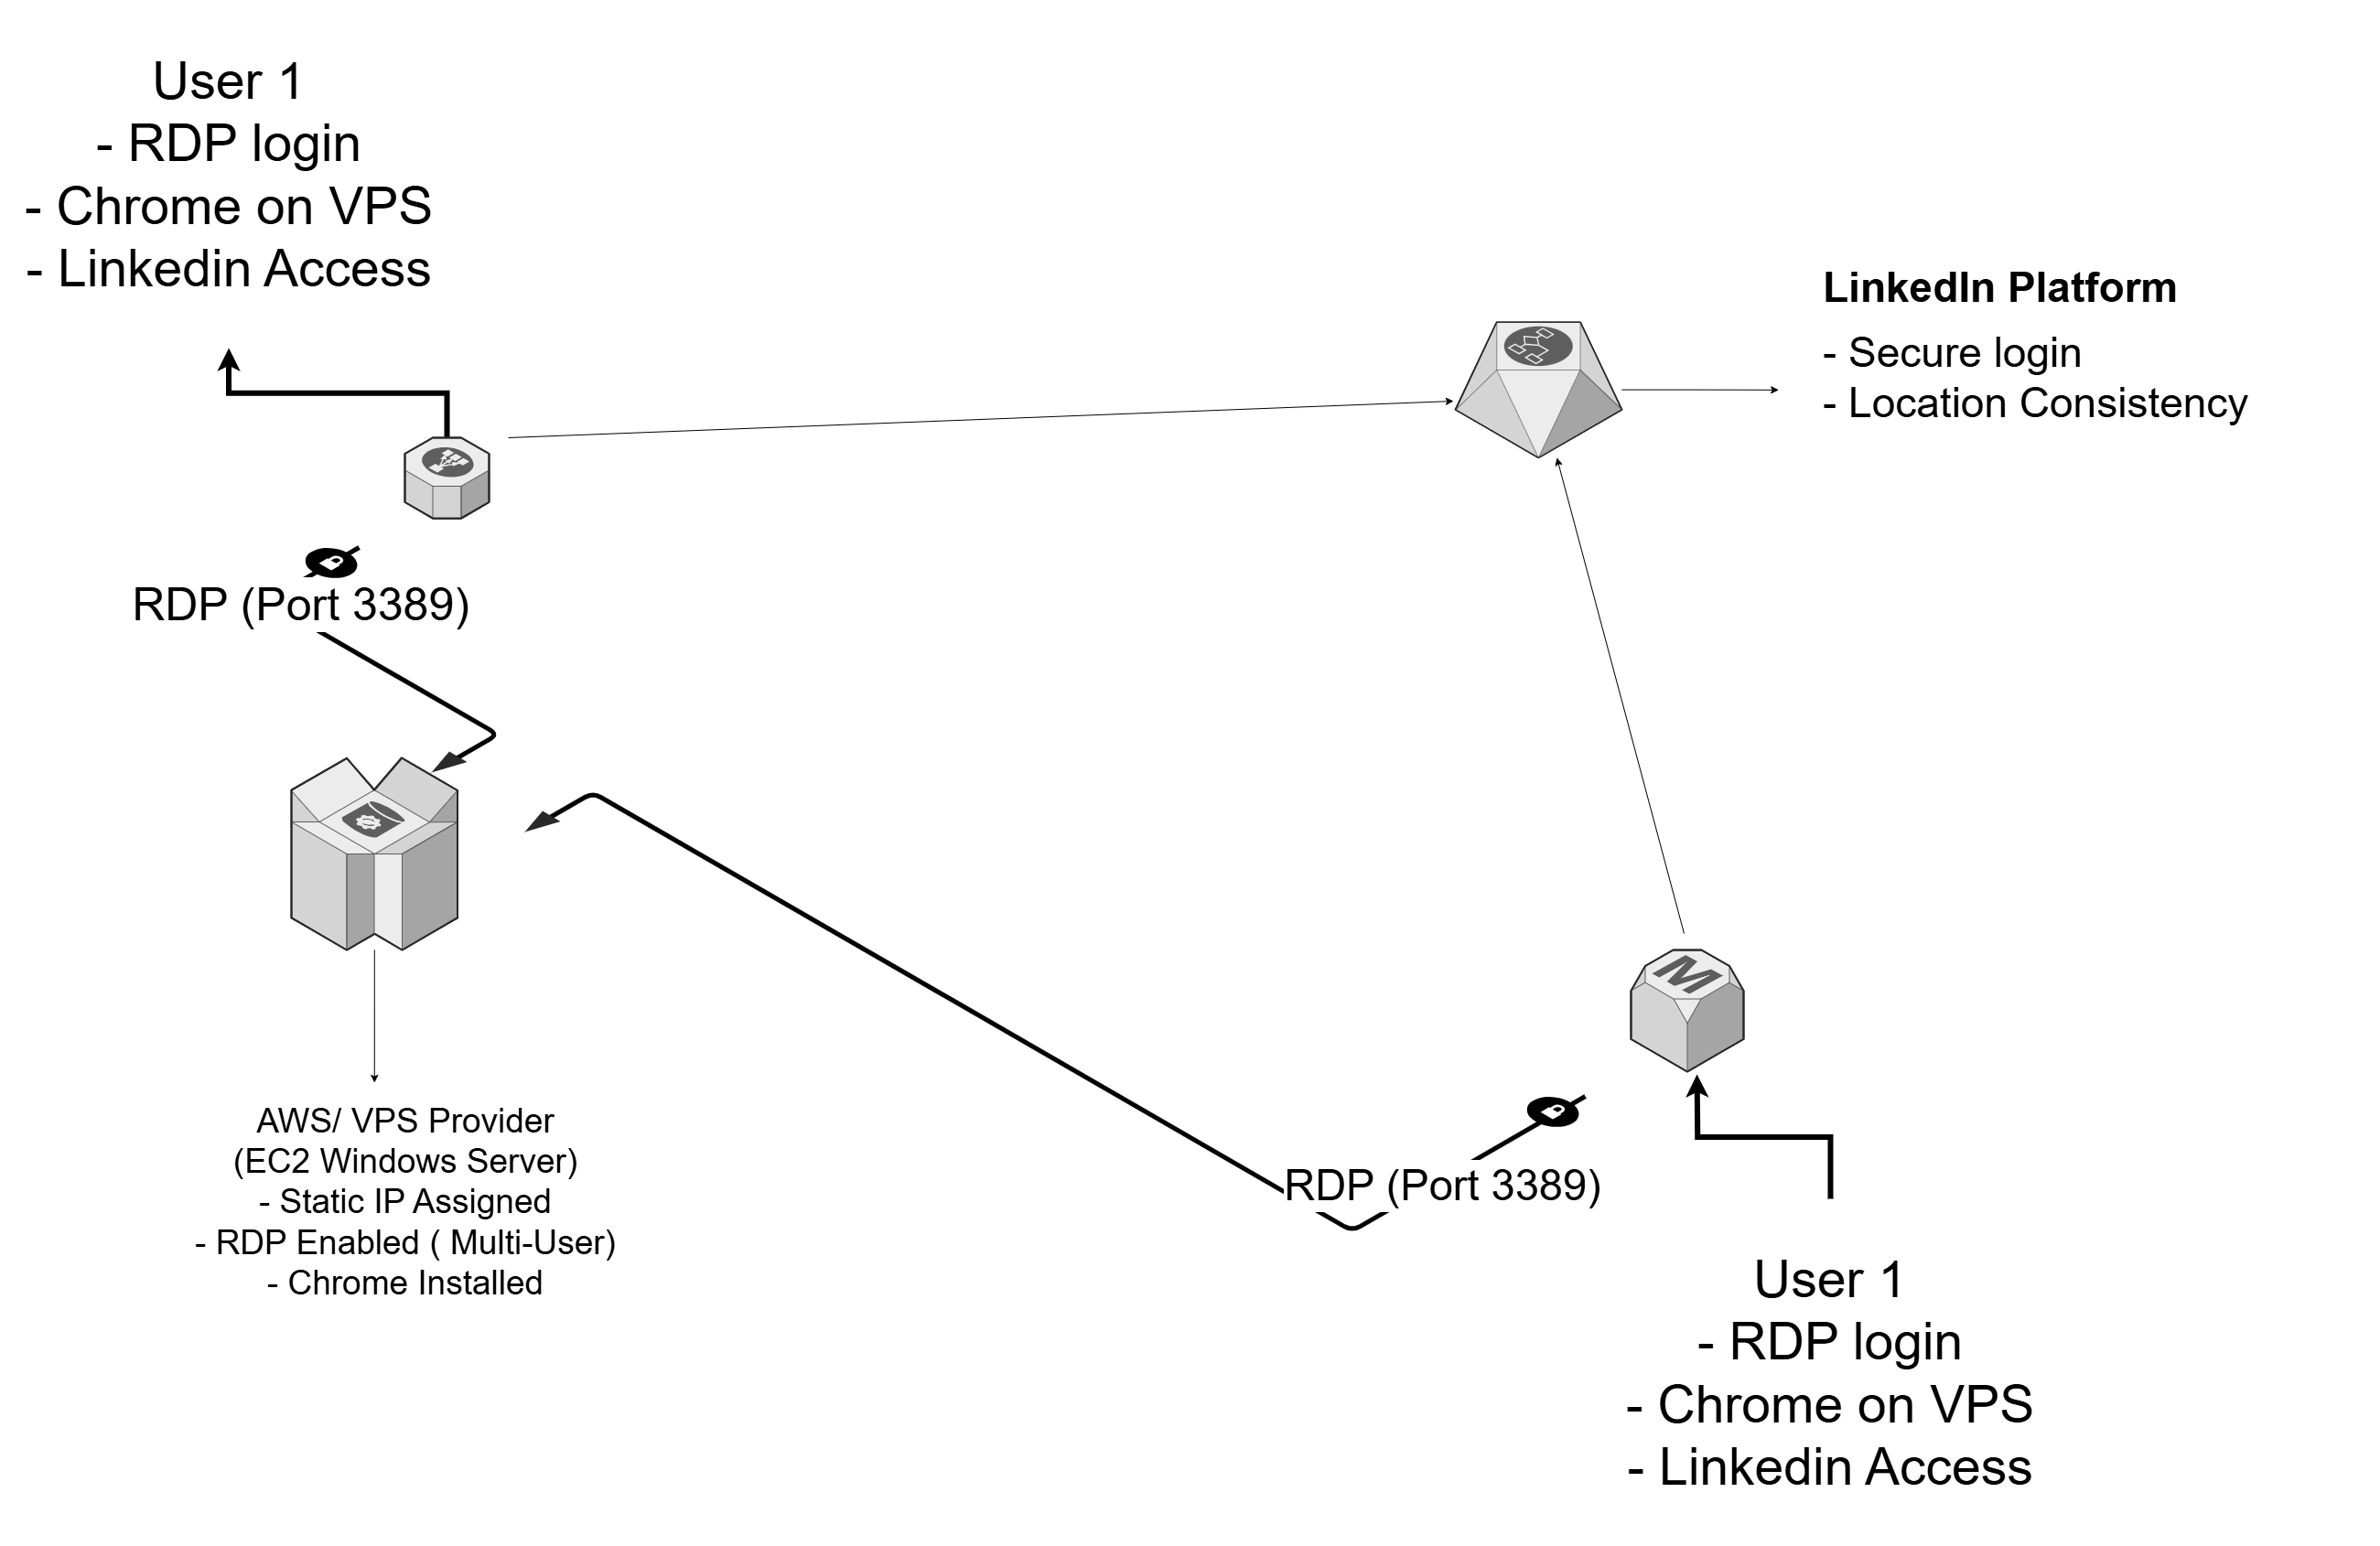 User 1
- RDP login
- Chrome on VPS
- Linkedin Access
LinkedIn Platform
- Secure login
- Location Consistency
RDP (Port 3389)
M
AWS/ VPS Provider
(EC2 Windows Server)
- Static IP Assigned
- RDP Enabled ( Multi-User)
- Chrome Installed
RDP (Port 3389)
User 1
- RDP login
- Chrome on VPS
- Linkedin Access